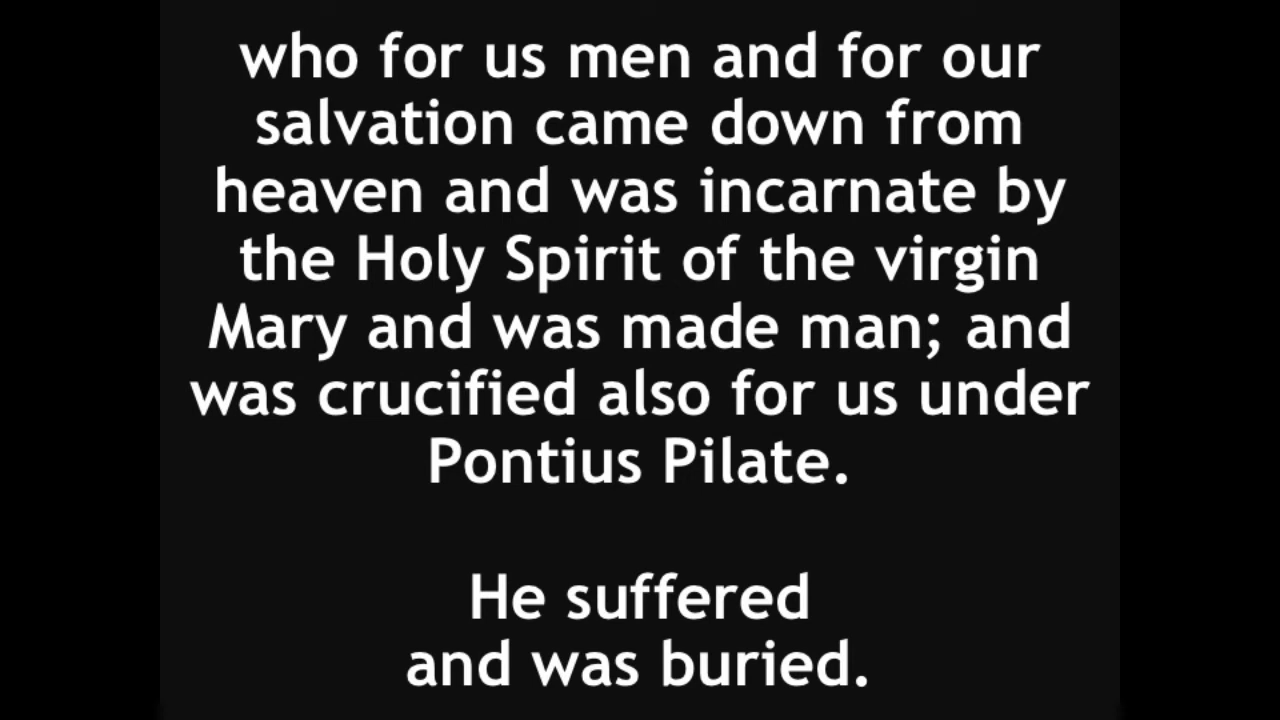 who for us men and for our
salvation came down from
heaven and was incarnate by
the Holy Spirit of the virgin
Mary and was made man; and
was crucified also for us under
Pontius Pilate.
He suffered
and was buried.